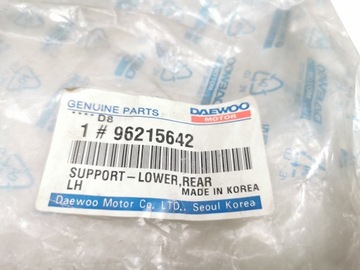 GENUINE PARTS DAEWOO
MOTOR
**** D8
1 # 96215642
SUPPORT-LOWER,REAR
LH MADE IN KOREA
Daewoo Motor Co. LTD., Seoul Korea